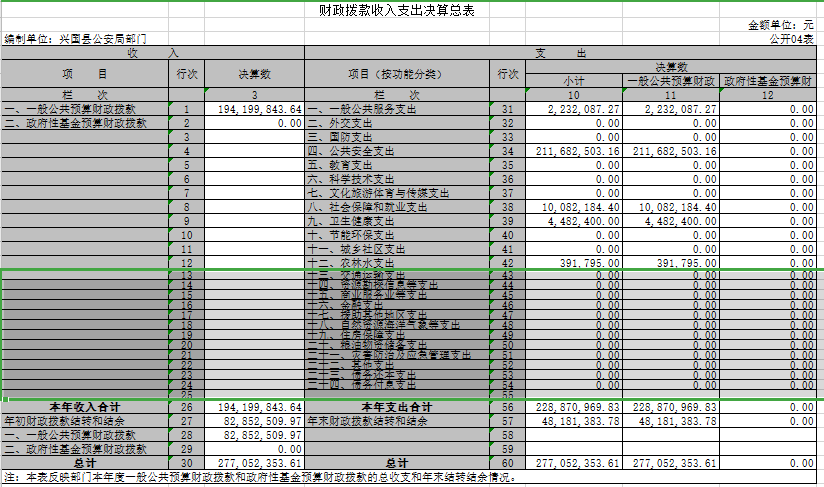 财政拨款收入支出决算总表
金额单位：元
编制单位：兴国县公安局部门 公开04表
收 入 支 出
项 目 行次 决算数 项目（按功能分类） 行次 决算数
小计 一般公共预算财政 政府性基金预算财
栏 次 3 栏 次 10 11 12
一、一般公共预算财政拨款 1 194,199,843.64 一、一般公共服务支出 31 2,232,087.27 2,232,087.27 0.00
二、政府性基金预算财政拨款 2 0.00 二、外交支出 32 0.00 0.00 0.00
3 三、国防支出 33 0.00 0.00 0.00
4 四、公共安全支出 34 211,682,503.16 211,682,503.16 0.00
5 五、教育支出 35 0.00 0.00 0.00
6 六、科学技术支出 36 0.00 0.00 0.00
7 七、文化旅游体育与传媒支出 37 0.00 0.00 0.00
8 八、社会保障和就业支出 38 10,082,184.40 10,082,184.40 0.00
9 九、卫生健康支出 39 4,482,400.00 4,482,400.00 0.00
10 十、节能环保支出 40 0.00 0.00 0.00
11 十一、城乡社区支出 41 0.00 0.00 0.00
12 十二、农林水支出 42 391,795.00 391,795.00 0.00
13 十三、交通运输支出 43 0.00 0.00 0.00
14 十四、资源勘探信息等支出 44 0.00 0.00 0.00
15 十五、商业服务业等支出 45 0.00 0.00 0.00
16 十六、金融支出 46 0.00 0.00 0.00
17 十七、援助其他地区支出 47 0.00 0.00 0.00
18 十八、自然资源海洋气象等支出 48 0.00 0.00 0.00
19 十九、住房保障支出 49 0.00 0.00 0.00
20 二十、粮油物资储备支出 50 0.00 0.00 0.00
21 二十一、灾害防治及应急管理支出 51 0.00 0.00 0.00
22 二十二、其他支出 52 0.00 0.00 0.00
23 二十三、债务还本支出 53 0.00 0.00 0.00
24 二十四、债务付息支出 54 0.00 0.00 0.00
25 55
本年收入合计 26 194,199,843.64 本年支出合计 56 228,870,969.83 228,870,969.83 0.00
年初财政拨款结转和结余 27 82,852,509.97 年末财政拨款结转和结余 57 48,181,383.78 48,181,383.78 0.00
一、一般公共预算财政拨款 28 82,852,509.97 58
二、政府性基金预算财政拨款 29 0.00 59
总计 30 277,052,353.61 总计 60 277,052,353.61 277,052,353.61 0.00
注：本表反映部门本年度一般公共预算财政拨款和政府性基金预算财政拨款的总收支和年末结转结余情况。